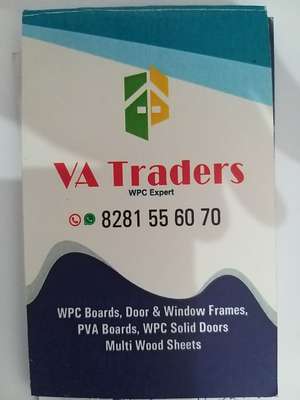 VA Traders
WPC Expert
8281 55 60 70
WPC Boards, Door & Window Frames,
PVA Boards, WPC Solid Doors
Multi Wood Sheets